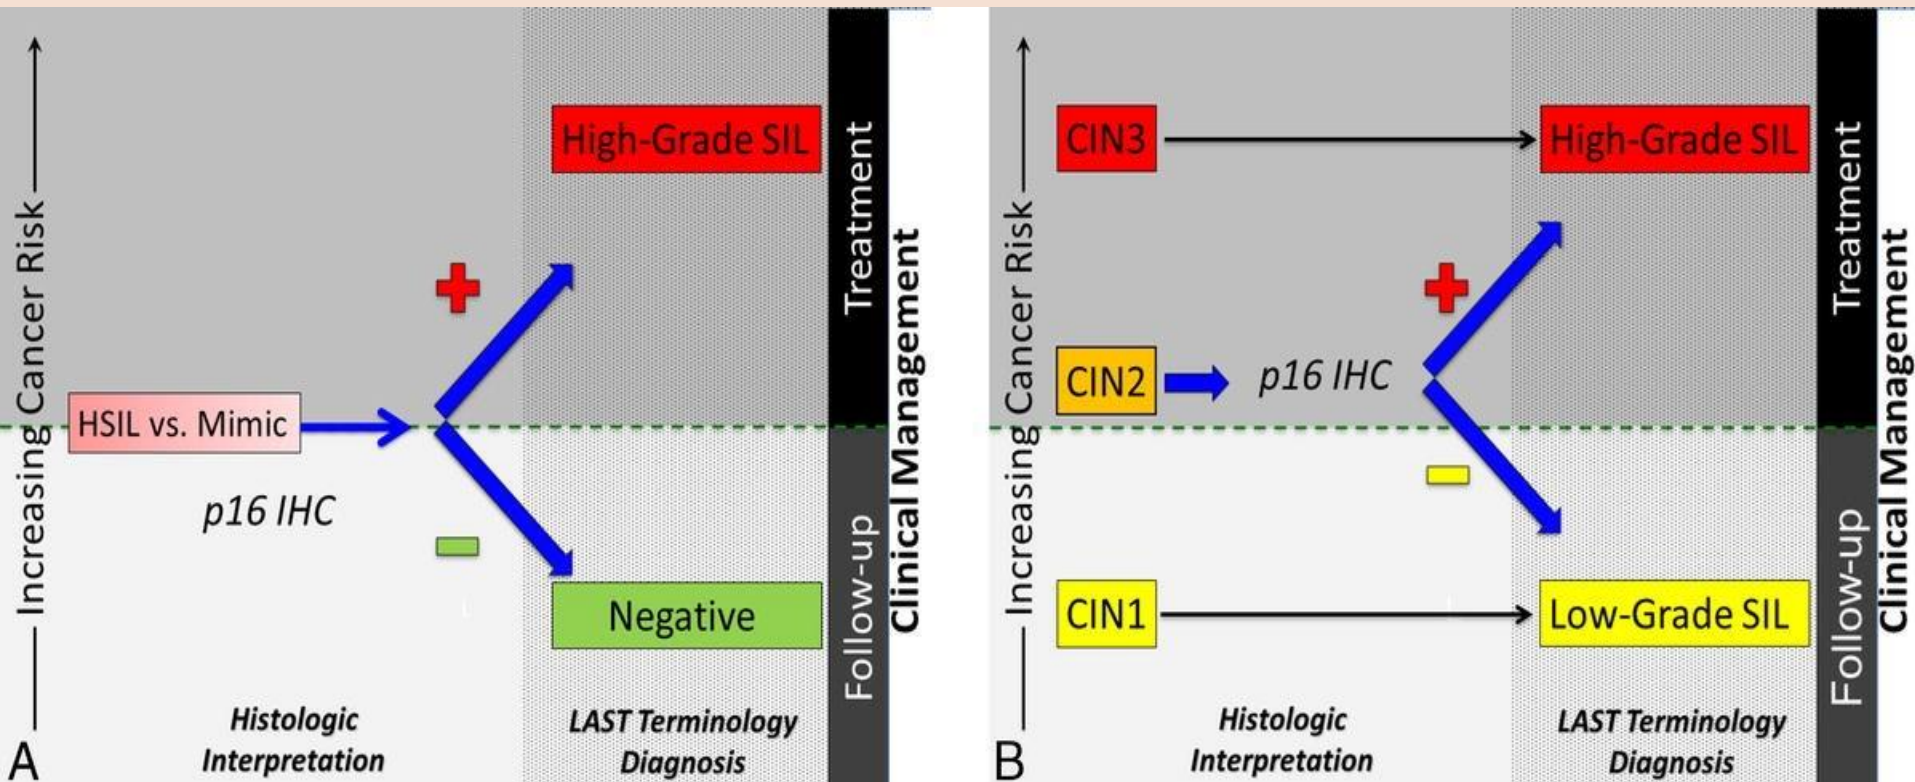 Increasing Cancer Risk
High-Grade SIL
HSIL vs. Mimic
p16 IHC
Negative
Histologic
Interpretation
LAST Terminology
Diagnosis
Treatment
Follow-up
Clinical Management
A
Increasing Cancer Risk
CIN3
High-Grade SIL
CIN2
p16 IHC
CIN1
Low-Grade SIL
Histologic
Interpretation
LAST Terminology
Diagnosis
Treatment
Follow-up
Clinical Management
B